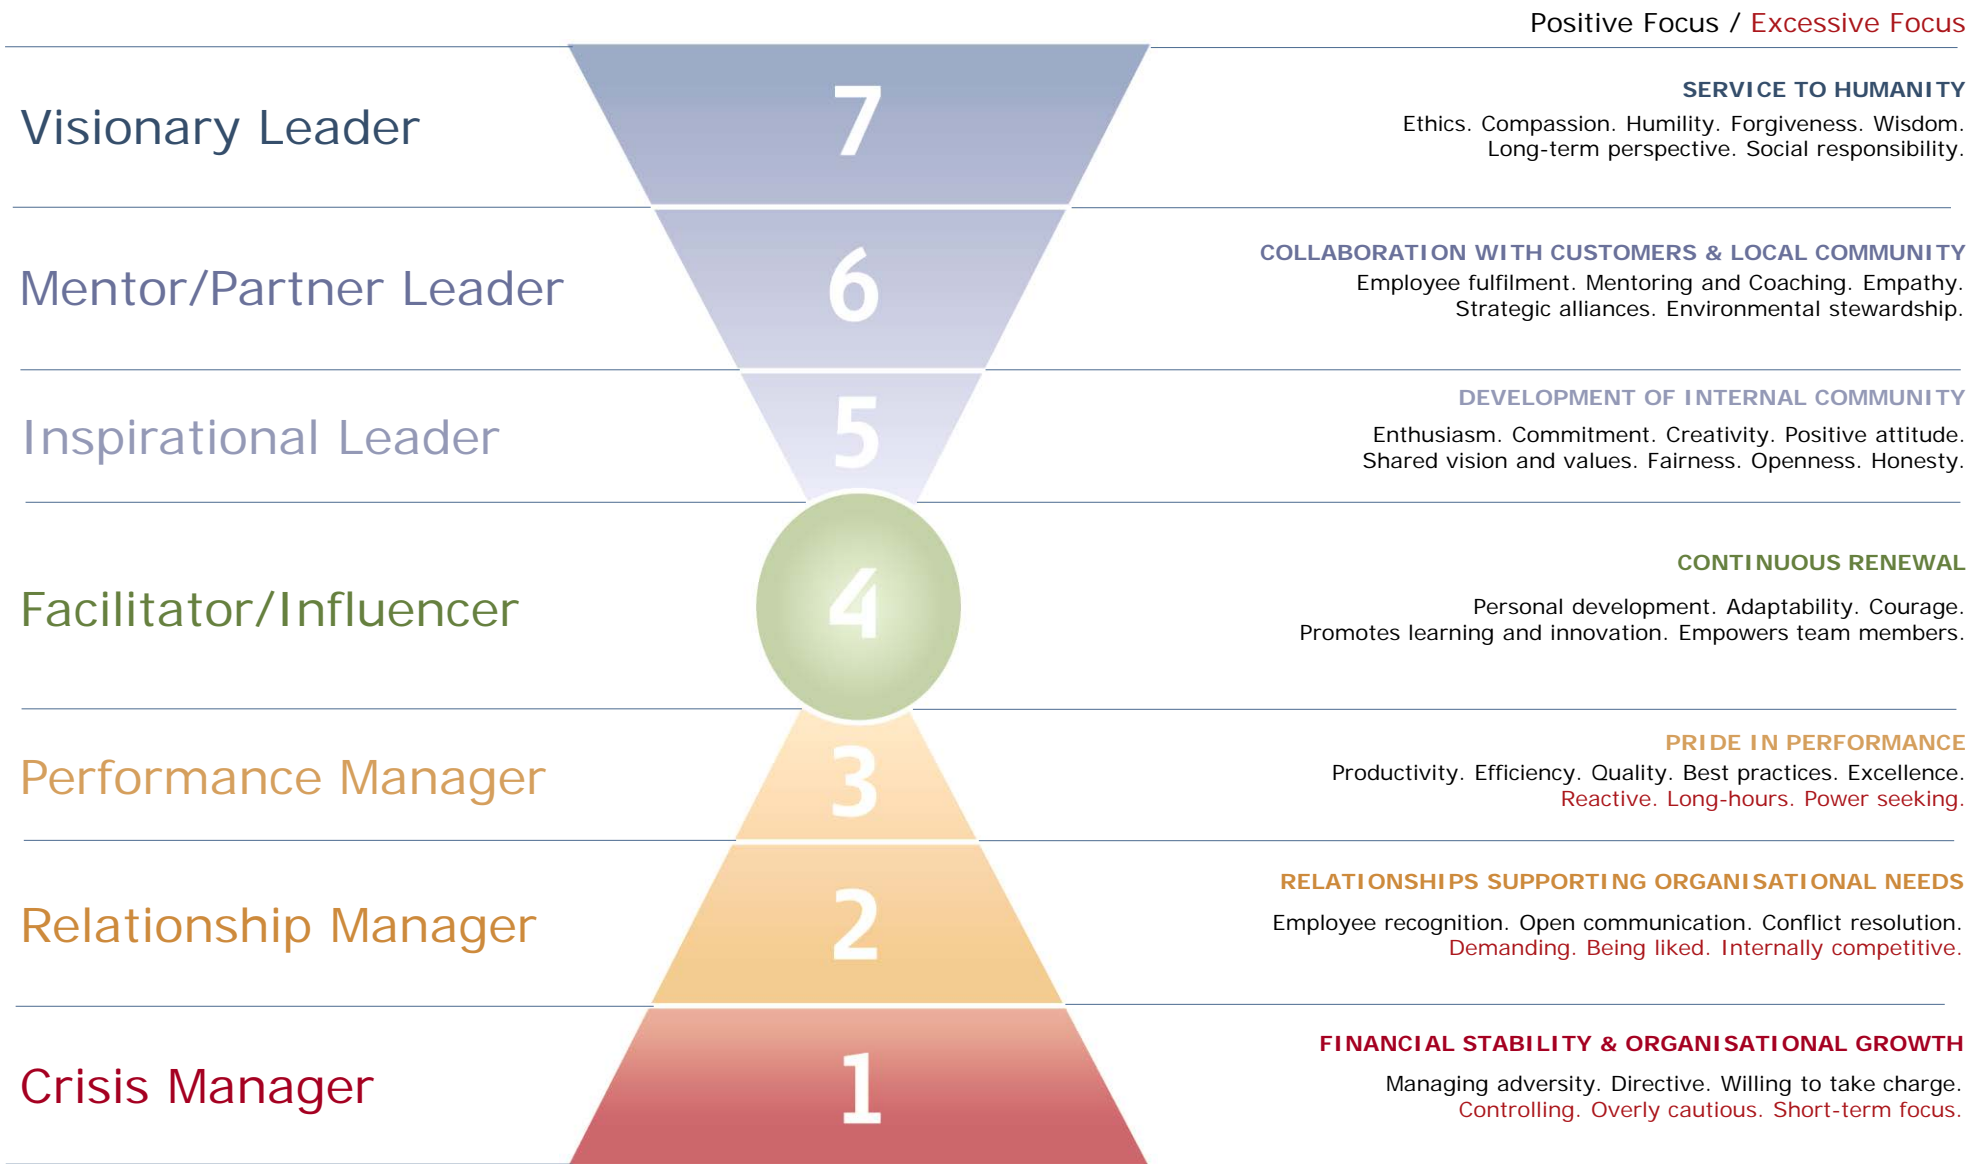 Positive Focus / Excessive Focus
Visionary Leader
7
SERVICE TO HUMANITY
Ethics. Compassion. Humility. Forgiveness. Wisdom.
Long-term perspective. Social responsibility.
Mentor/Partner Leader
6
COLLABORATION WITH CUSTOMERS & LOCAL COMMUNITY
Employee fulfilment. Mentoring and Coaching. Empathy.
Strategic alliances. Environmental stewardship.
Inspirational Leader
5
DEVELOPMENT OF INTERNAL COMMUNITY
Enthusiasm. Commitment. Creativity. Positive attitude.
Shared vision and values. Fairness. Openness. Honesty.
Facilitator/Influencer
4
CONTINUOUS RENEWAL
Personal development. Adaptability. Courage.
Promotes learning and innovation. Empowers team members.
Performance Manager
3
PRIDE IN PERFORMANCE
Productivity. Efficiency. Quality. Best practices. Excellence.
Reactive. Long-hours. Power seeking.
Relationship Manager
2
RELATIONSHIPS SUPPORTING ORGANISATIONAL NEEDS
Employee recognition. Open communication. Conflict resolution.
Demanding. Being liked. Internally competitive.
Crisis Manager
1
FINANCIAL STABILITY & ORGANISATIONAL GROWTH
Managing adversity. Directive. Willing to take charge.
Controlling. Overly cautious. Short-term focus.